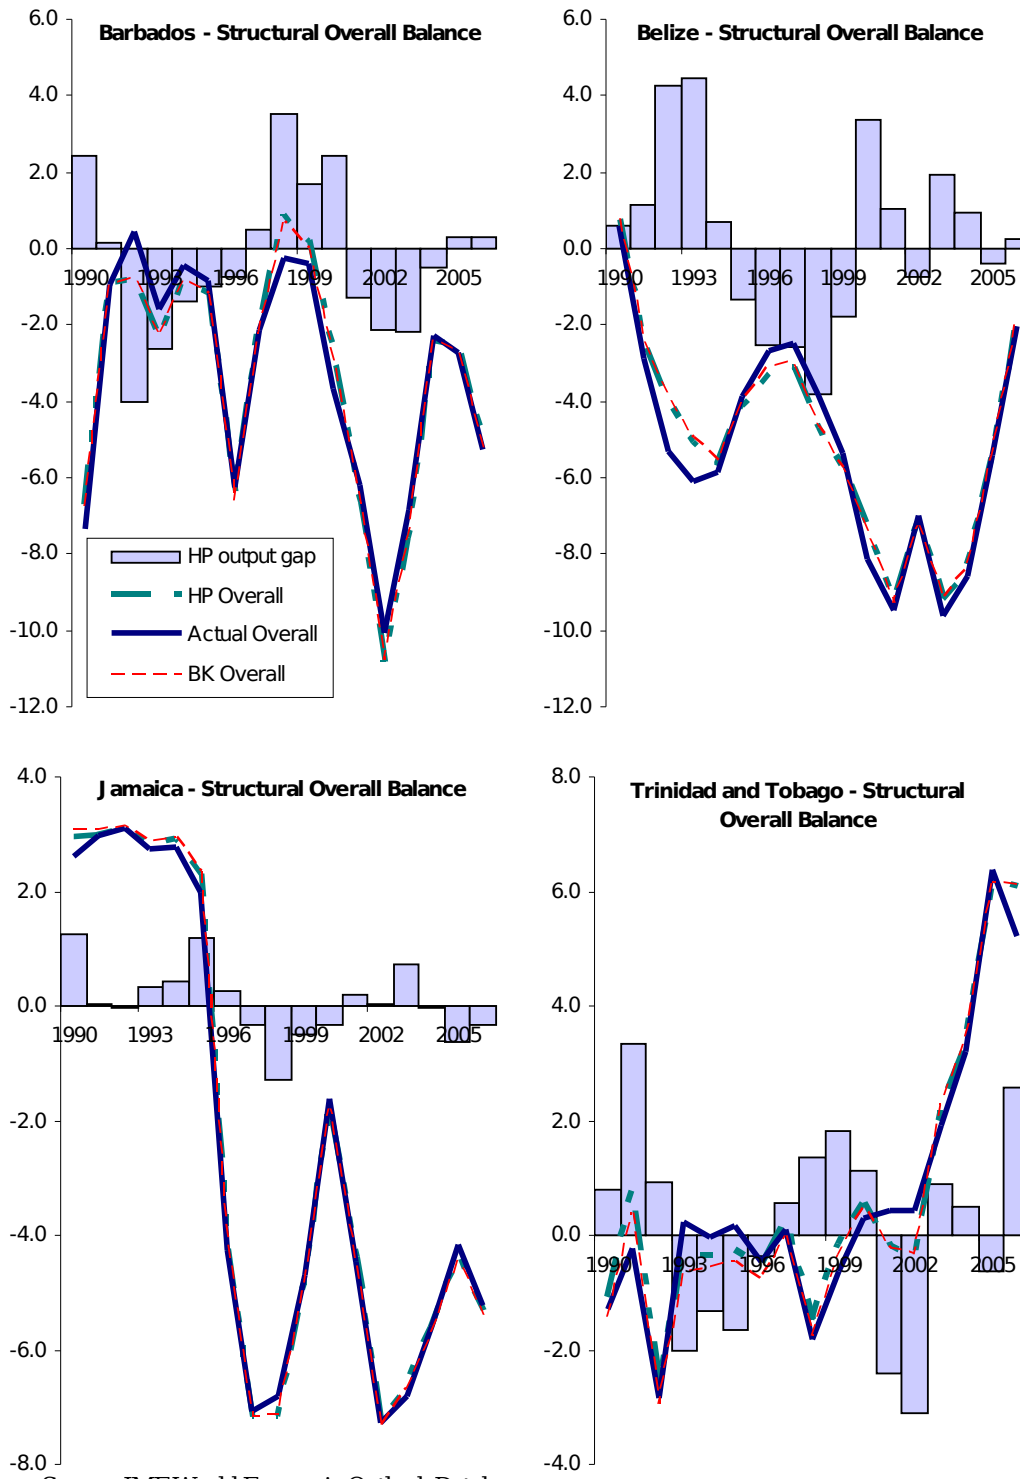 Barbados - Structural Overall Balance
6.0
4.0
2.0
0.0
-2.0
-4.0
-6.0
-8.0
-10.0
-12.0
1990 1993 1996 1999 2002 2005
HP output gap
HP Overall
Actual Overall
BK Overall
Belize - Structural Overall Balance
6.0
4.0
2.0
0.0
-2.0
-4.0
-6.0
-8.0
-10.0
-12.0
1990 1993 1996 1999 2002 2005
Jamaica - Structural Overall Balance
4.0
2.0
0.0
-2.0
-4.0
-6.0
-8.0
1990 1993 1996 1999 2002 2005
Trinidad and Tobago - Structural
Overall Balance
8.0
6.0
4.0
2.0
0.0
-2.0
-4.0
1990 1993 1996 1999 2002 2005